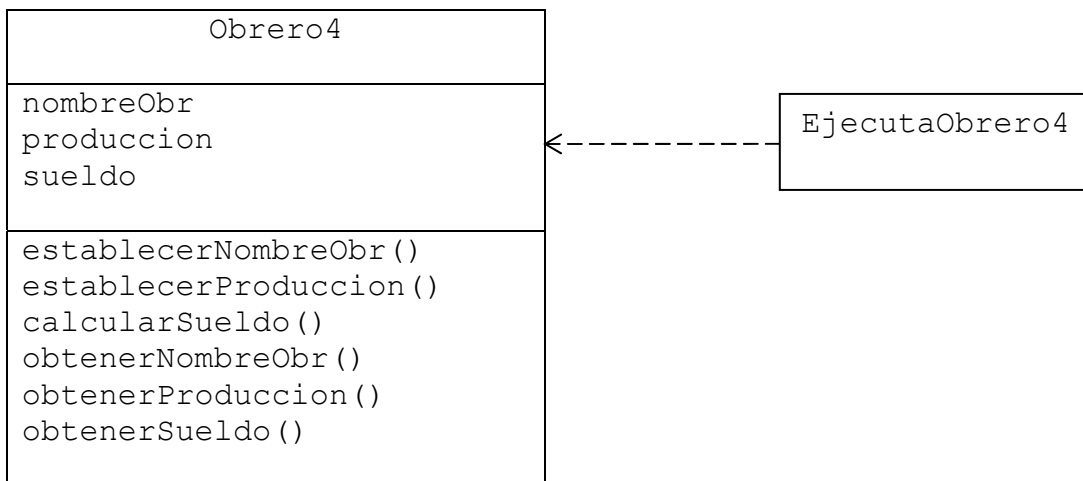 Obrero4
nombreObr
produccion
sueldo
establecerNombreObr()
establecerProduccion()
calcularSueldo()
obtenerNombreObr()
obtenerProduccion()
obtenerSueldo()
EjecutaObrero4